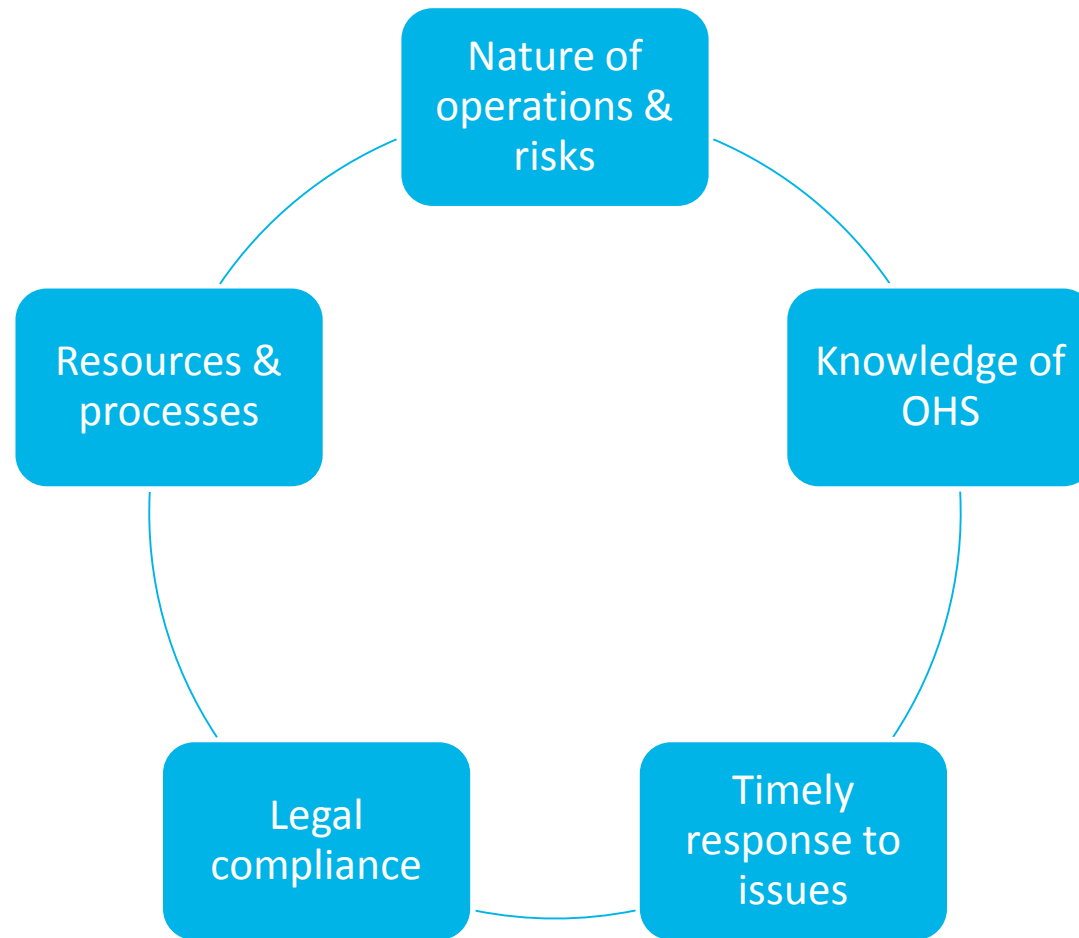 Nature of
operations &
risks
Knowledge of
OHS
Timely
response to
issues
Legal
compliance
Resources &
processes